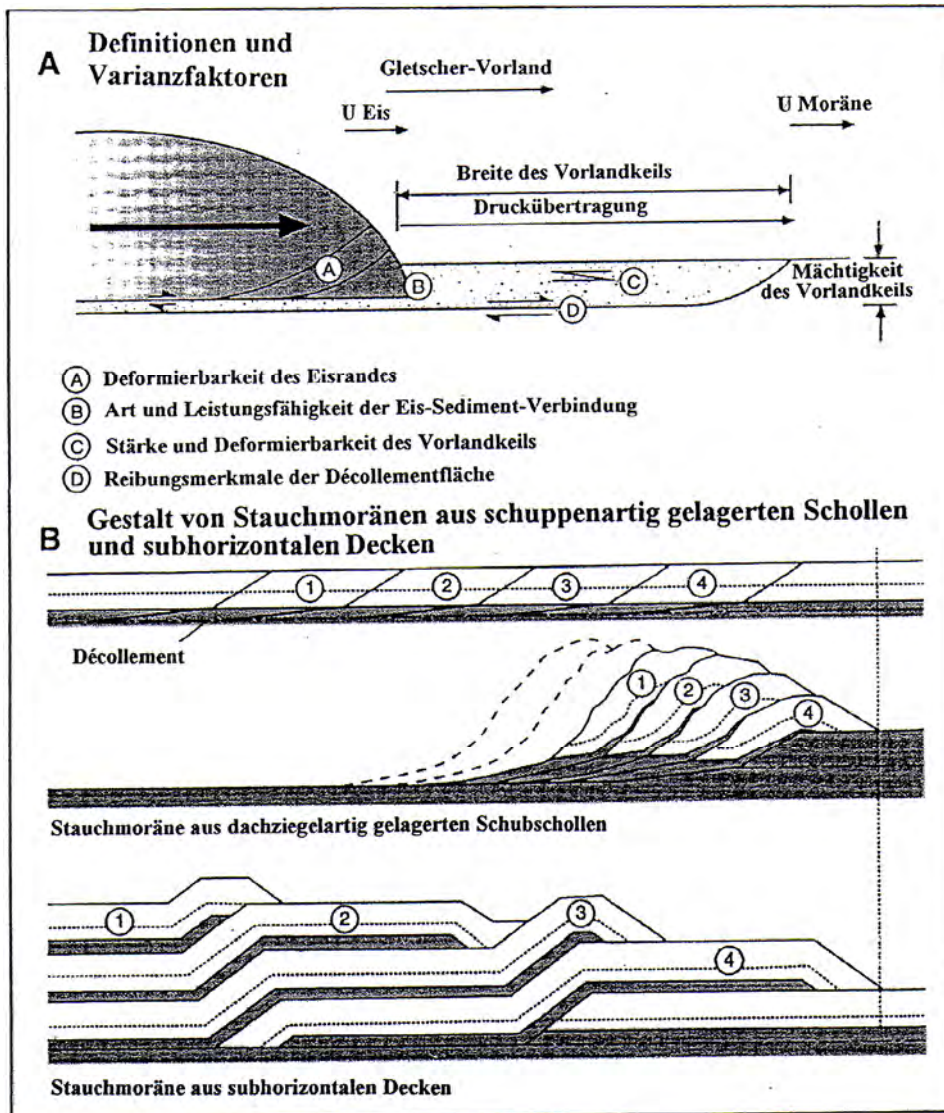 A Definitionen und
Varianzfaktoren
Gletscher-Vorland
U Eis
U Moräne
Breite des Vorlandkeils
Druckübertragung
A
B
C
D
Mächtigkeit
des Vorlandkeils
A Deformierbarkeit des Eisrandes
B Art und Leistungsfähigkeit der Eis-Sediment-Verbindung
C Stärke und Deformierbarkeit des Vorlandkeils
D Reibungsmerkmale der Décollementfläche
B Gestalt von Stauchmoränen aus schuppenartig gelagerten Schollen
und subhorizontalen Decken
1 2 3 4
Décollement
1 2 3 4
Stauchmoräne aus dachziegelartig gelagerten Schubschollen
1 2 3 4
Stauchmoräne aus subhorizontalen Decken